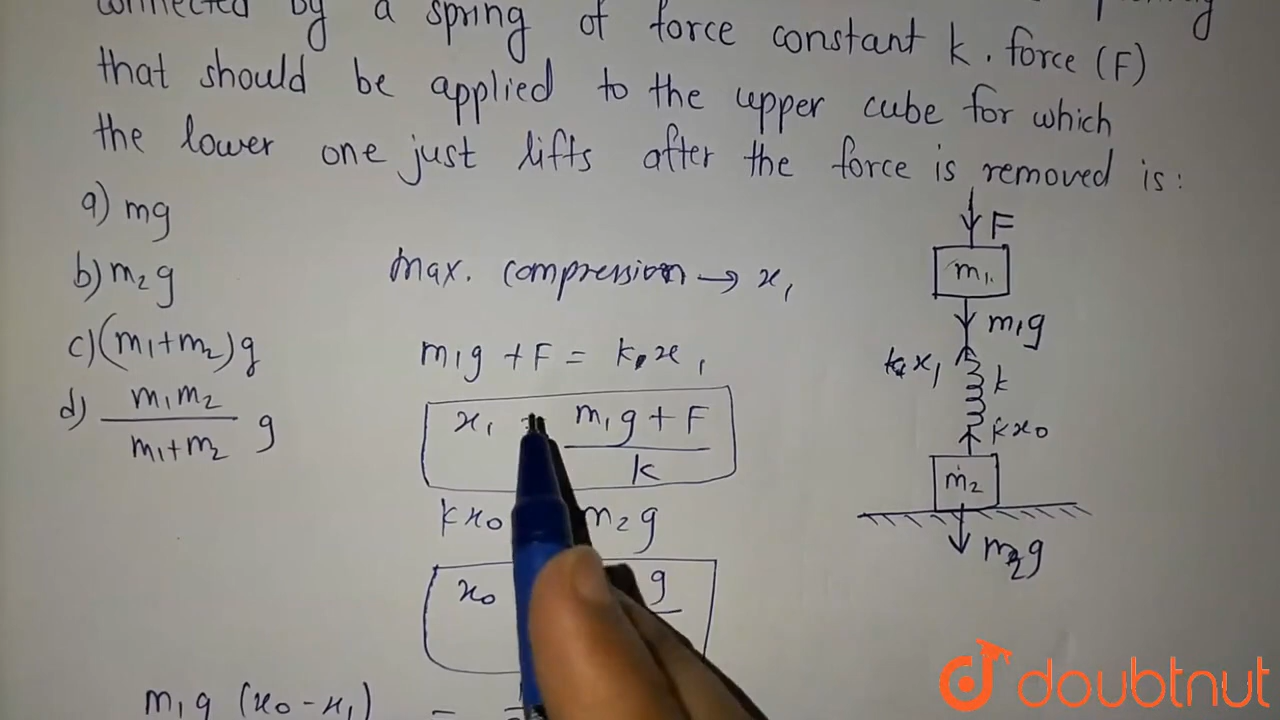 connected by a spring of force constant k. force (F)
that should be applied to the upper cube for which
the lower one just lifts after the force is removed is:
a) mg
b) m₂g
c) (m₁+m₂)g
d) m₁m₂ / m₁+m₂ g
max. compression → x₁
m₁g + F = kx₁
x₁ = m₁g + F / k
kx₀ m₂g
x₀ g
m₁g (x₀-x₁) =
F
m₁
m₁g
kx₁
k
kx₀
m₂
m₂g
doubtnut